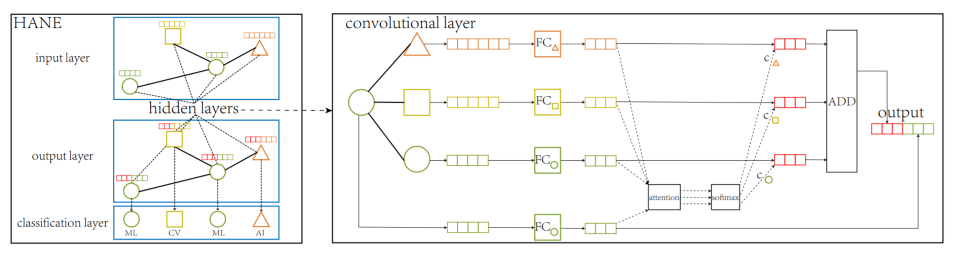 HANE
input layer
hidden layers
output layer
classification layer
ML
CV
ML
AI
convolutional layer
FC
FC
FC
FC
attention
softmax
c
c
c
ADD
output